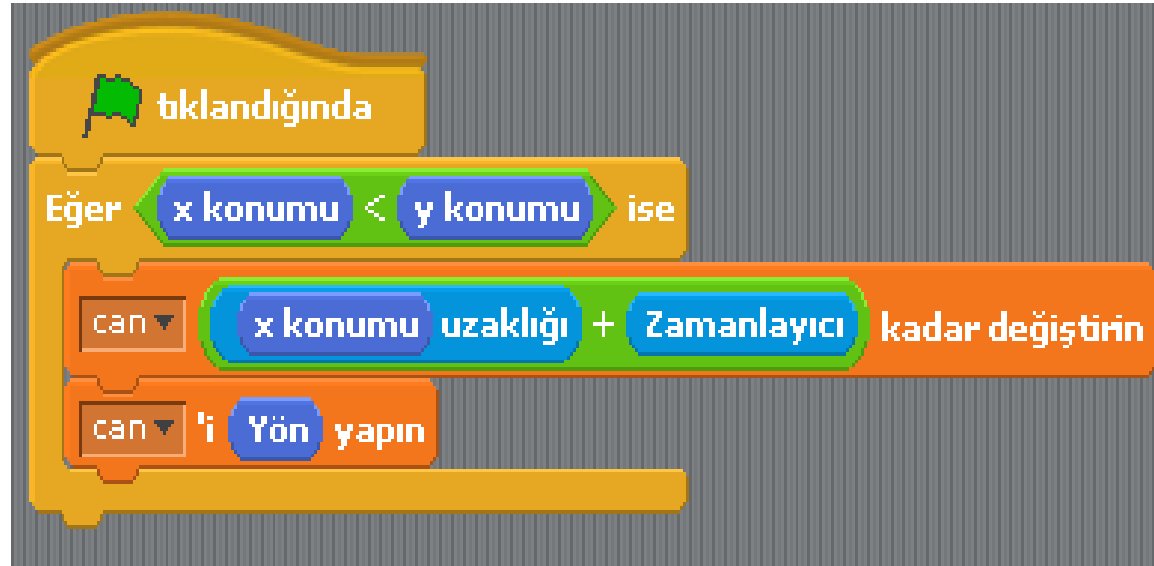 tıklandığında
Eğer x konumu < y konumu ise
can x konumu uzaklığı + Zamanlayıcı kadar değiştirin
can 'i Yön yapın